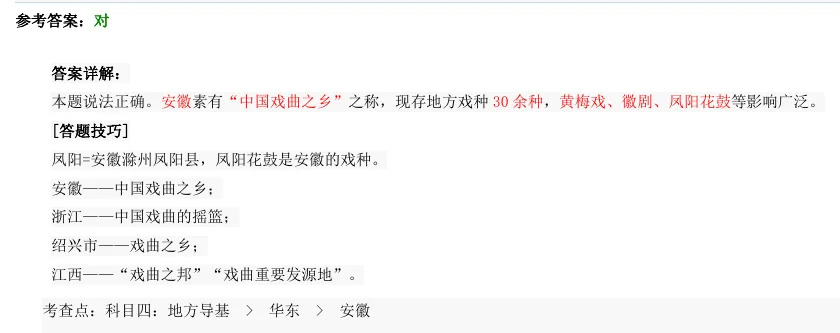 参考答案：对
答案详解：
本题说法正确。安徽素有“中国戏曲之乡”之称，现存地方戏种 30 余种，黄梅戏、徽剧、凤阳花鼓等影响广泛。
[答题技巧]
凤阳=安徽滁州凤阳县，凤阳花鼓是安徽的戏种。
安徽——中国戏曲之乡；
浙江——中国戏曲的摇篮；
绍兴市——戏曲之乡；
江西——“戏曲之邦”“戏曲重要发源地”。
考查点：科目四：地方导基 > 华东 > 安徽